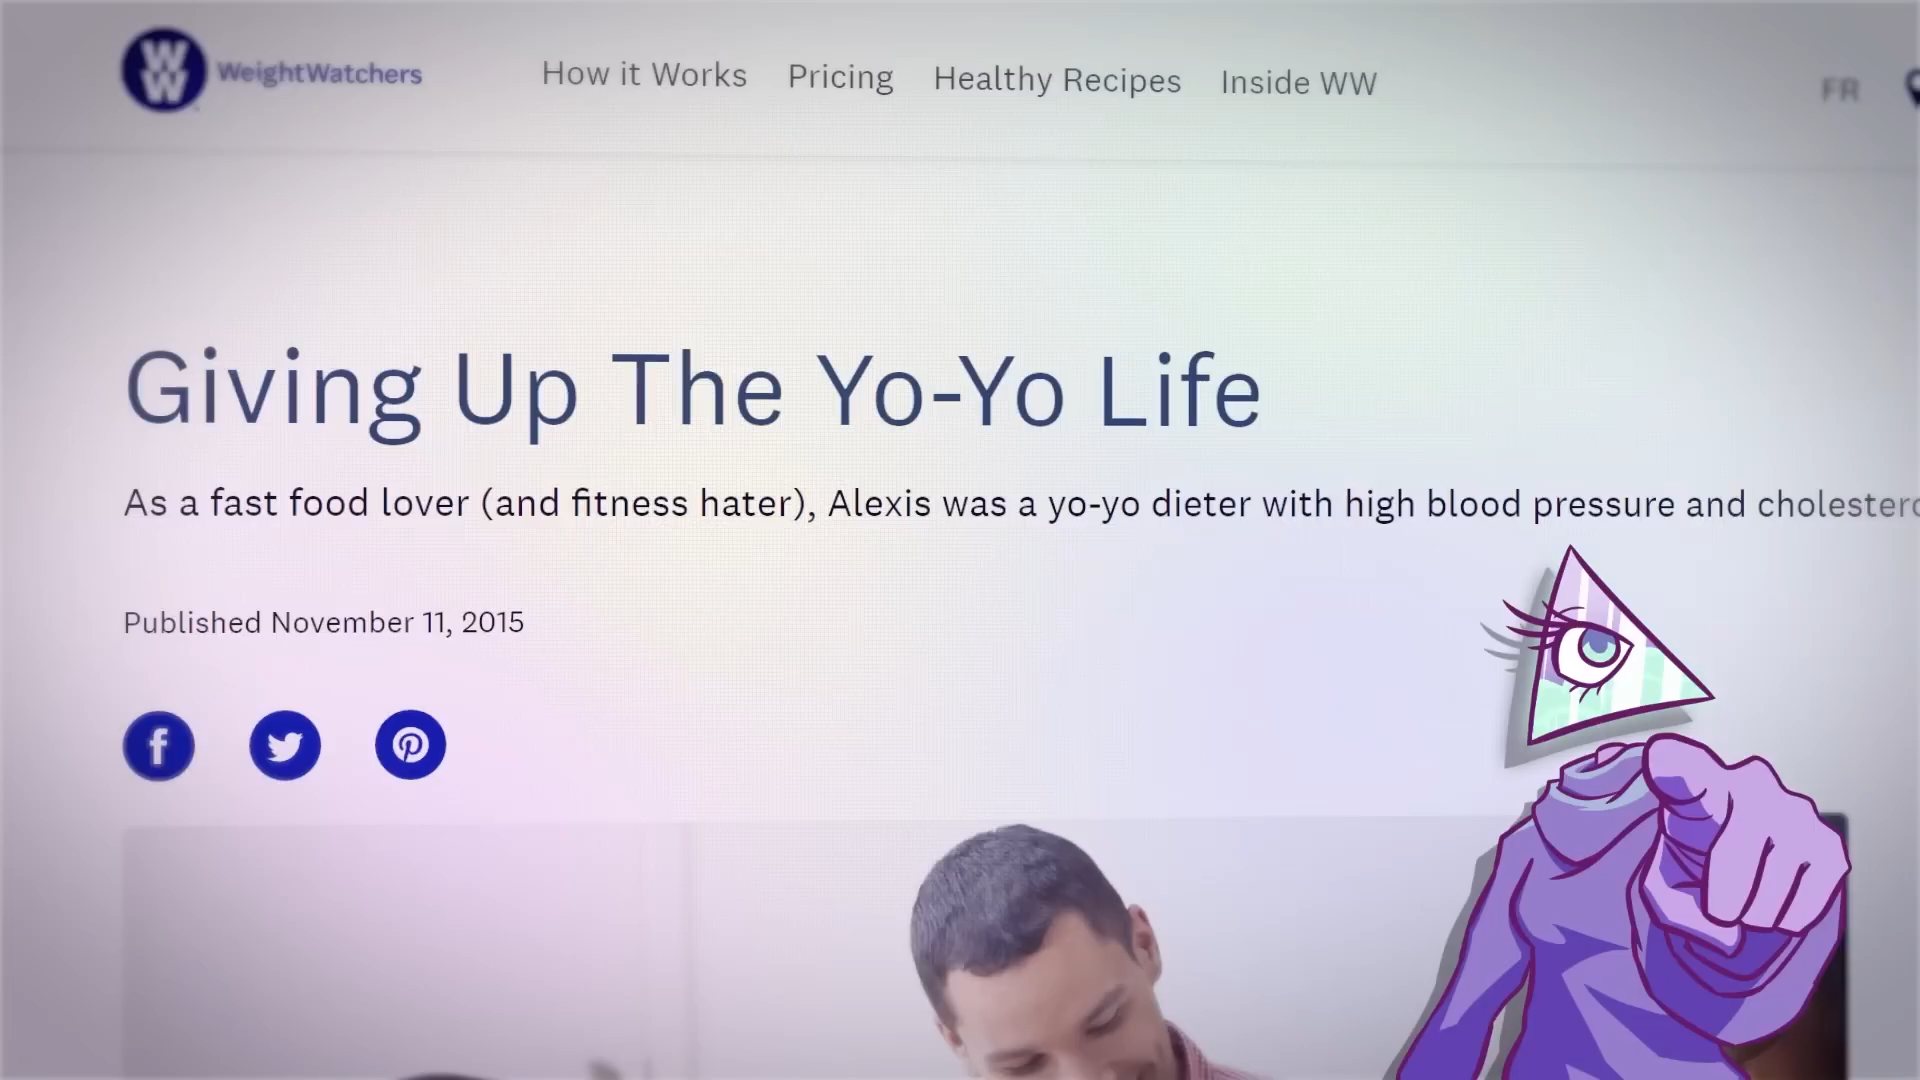 WW WeightWatchers How it Works Pricing Healthy Recipes Inside WW FR
Giving Up The Yo-Yo Life
As a fast food lover (and fitness hater), Alexis was a yo-yo dieter with high blood pressure and
Published November 11, 2015